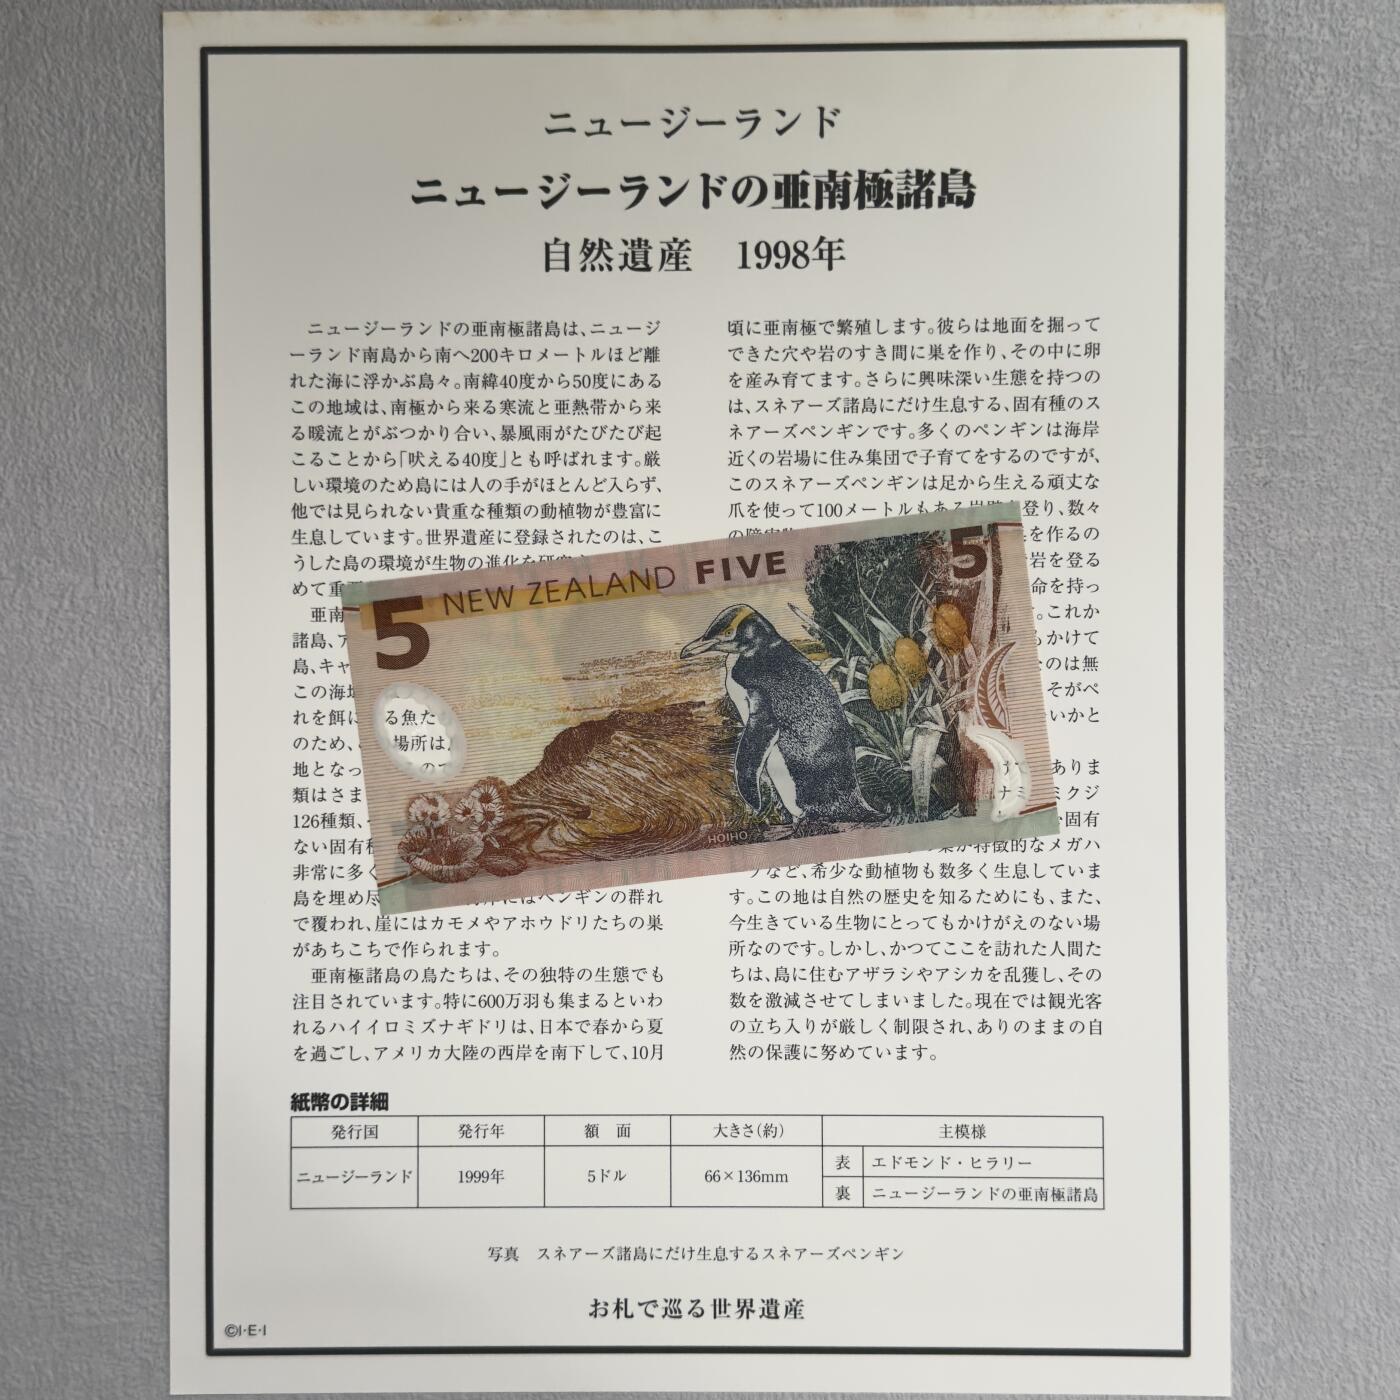 ニュージーランド
ニュージーランドの亜南極諸島
自然遺産　1998年
ニュージーランドの亜南極諸島は、ニュージ
ーランド南島から南へ200キロメートルほど離
れた海に浮かぶ島々。南緯40度から50度にある
この地域は、南極から来る寒流と亜熱帯から来
る暖流とがぶつかり合い、暴風雨がたびたび起
こることから「吠える40度」とも呼ばれます。厳
しい環境のため島には人の手がほとんど入らず、
他では見られない貴重な種類の動植物が豊富に
生息しています。世界遺産に登録されたのは、こ
うした島の環境が生物の進化を研究
めて重
亜南
諸島、ア
島、キャ
この海域
れを餌に る魚た
のため、 場所は
地となっ ので
類はさま
126種類、
ない固有種
非常に多く
島を埋め尽 にはペンギンの群れ
で覆われ、崖にはカモメやアホウドリたちの巣
があちこちで作られます。
亜南極諸島の鳥たちは、その独特の生態でも
注目されています。特に600万羽も集まるといわ
れるハイイロミズナギドリは、日本で春から夏
を過ごし、アメリカ大陸の西岸を南下して、10月
頃に亜南極で繁殖します。彼らは地面を掘って
できた穴や岩のすき間に巣を作り、その中に卵
を産み育てます。さらに興味深い生態を持つの
は、スネアーズ諸島にだけ生息する、固有種のス
ネアーズペンギンです。多くのペンギンは海岸
近くの岩場に住み集団で子育てをするのですが、
このスネアーズペンギンは足から生える頑丈な
爪を使って100メートルもある岩壁を登り、数々
の障害物 を作るの
岩を登る
命を持っ
。これか
もかけて
のは無
そがペ
いかと
けで ありま
ナミ ミクジ
固有
の葉が特徴的なメガハ
ブなど、希少な動植物も数多く生息していま
す。この地は自然の歴史を知るためにも、また、
今生きている生物にとってもかけがえのない場
所なのです。しかし、かつてここを訪れた人間た
ちは、島に住むアザラシやアシカを乱獲し、その
数を激減させてしまいました。現在では観光客
の立ち入りが厳しく制限され、ありのままの自
然の保護に努めています。
5 NEW ZEALAND FIVE 5
HOIHO
紙幣の詳細
発行国 発行年 額　面 大きさ(約) 主模様
ニュージーランド 1999年 5ドル 66×136mm 表 エドモンド・ヒラリー
裏 ニュージーランドの亜南極諸島
写真　スネアーズ諸島にだけ生息するスネアーズペンギン
お札で巡る世界遺産
©I·E·I